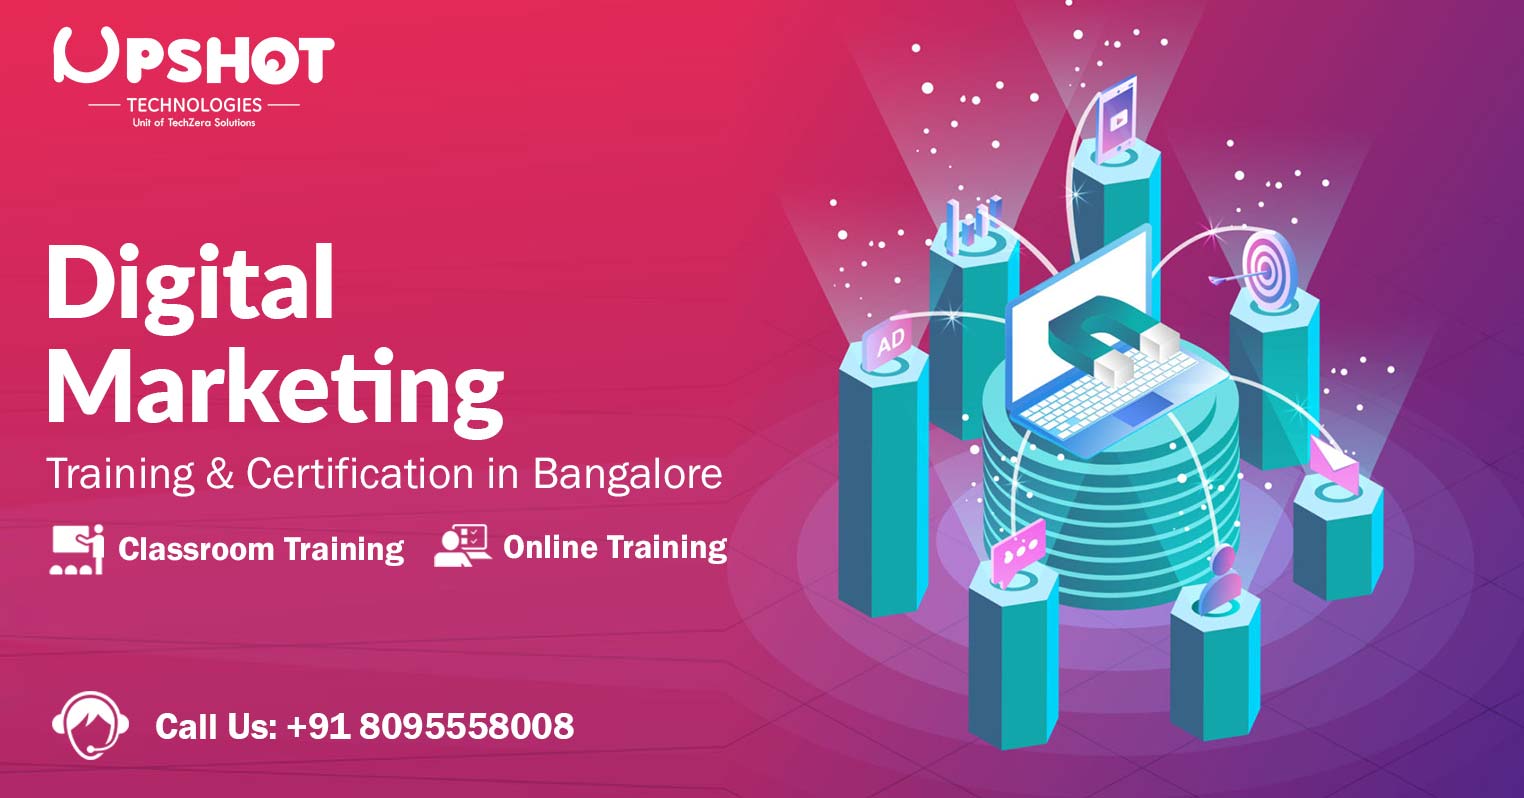 UPSHOT
TECHNOLOGIES
Unit of TechZera Solutions
Digital
Marketing
Training & Certification in Bangalore
Classroom Training
Online Training
Call Us: +91 8095558008
AD